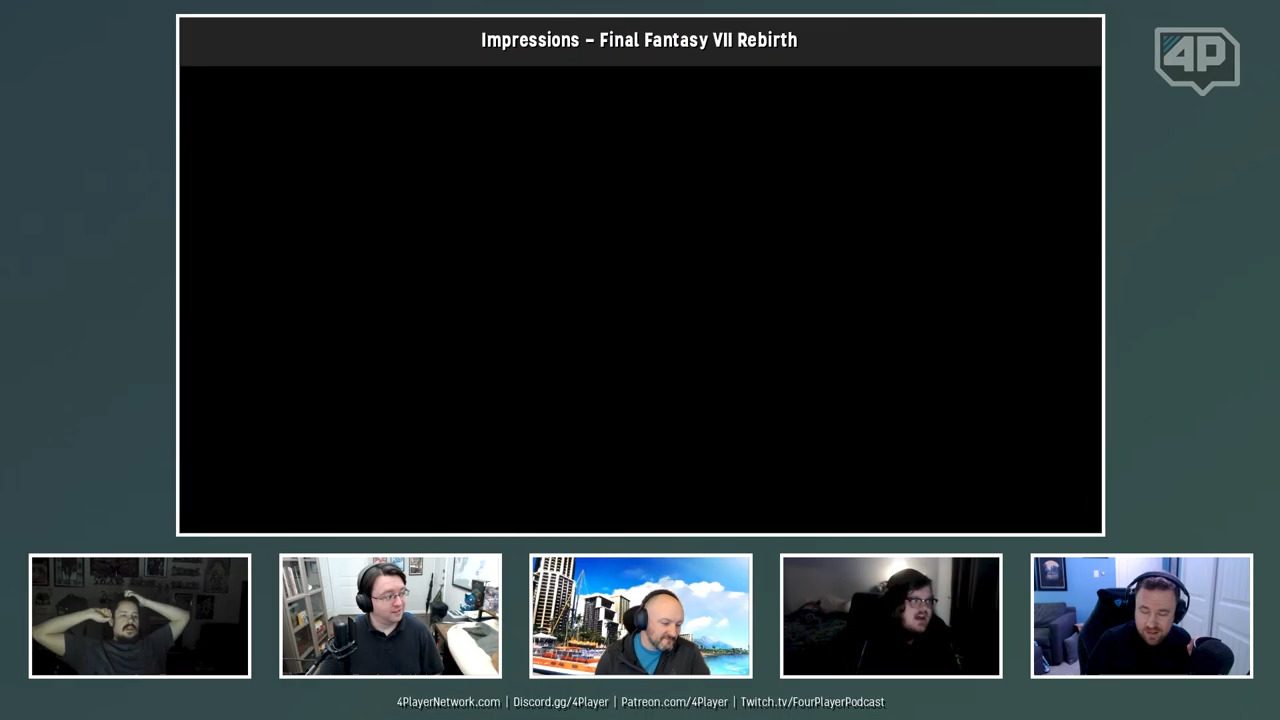 Impressions – Final Fantasy VII Rebirth
4P
4PlayerNetwork.com | Discord.gg/4Player | Patreon.com/4Player | Twitch.tv/FourPlayerPodcast